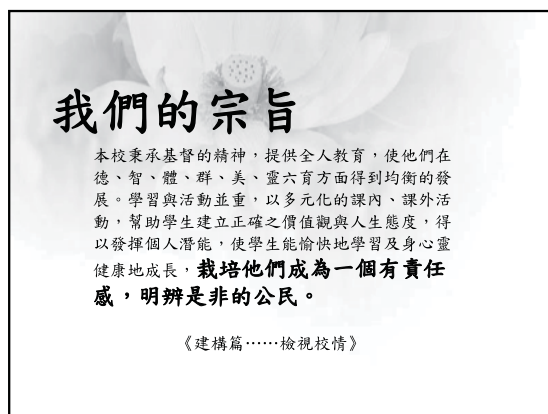 我們的宗旨
本校秉承基督的精神，提供全人教育，使他們在
德、智、體、群、美、靈六育方面得到均衡的發
展。學習與活動並重，以多元化的課內、課外活
動，幫助學生建立正確之價值觀與人生態度，得
以發揮個人潛能，使學生能愉快地學習及身心靈
健康地成長，栽培他們成為一個有責任
感，明辨是非的公民。
《建構篇……檢視校情》